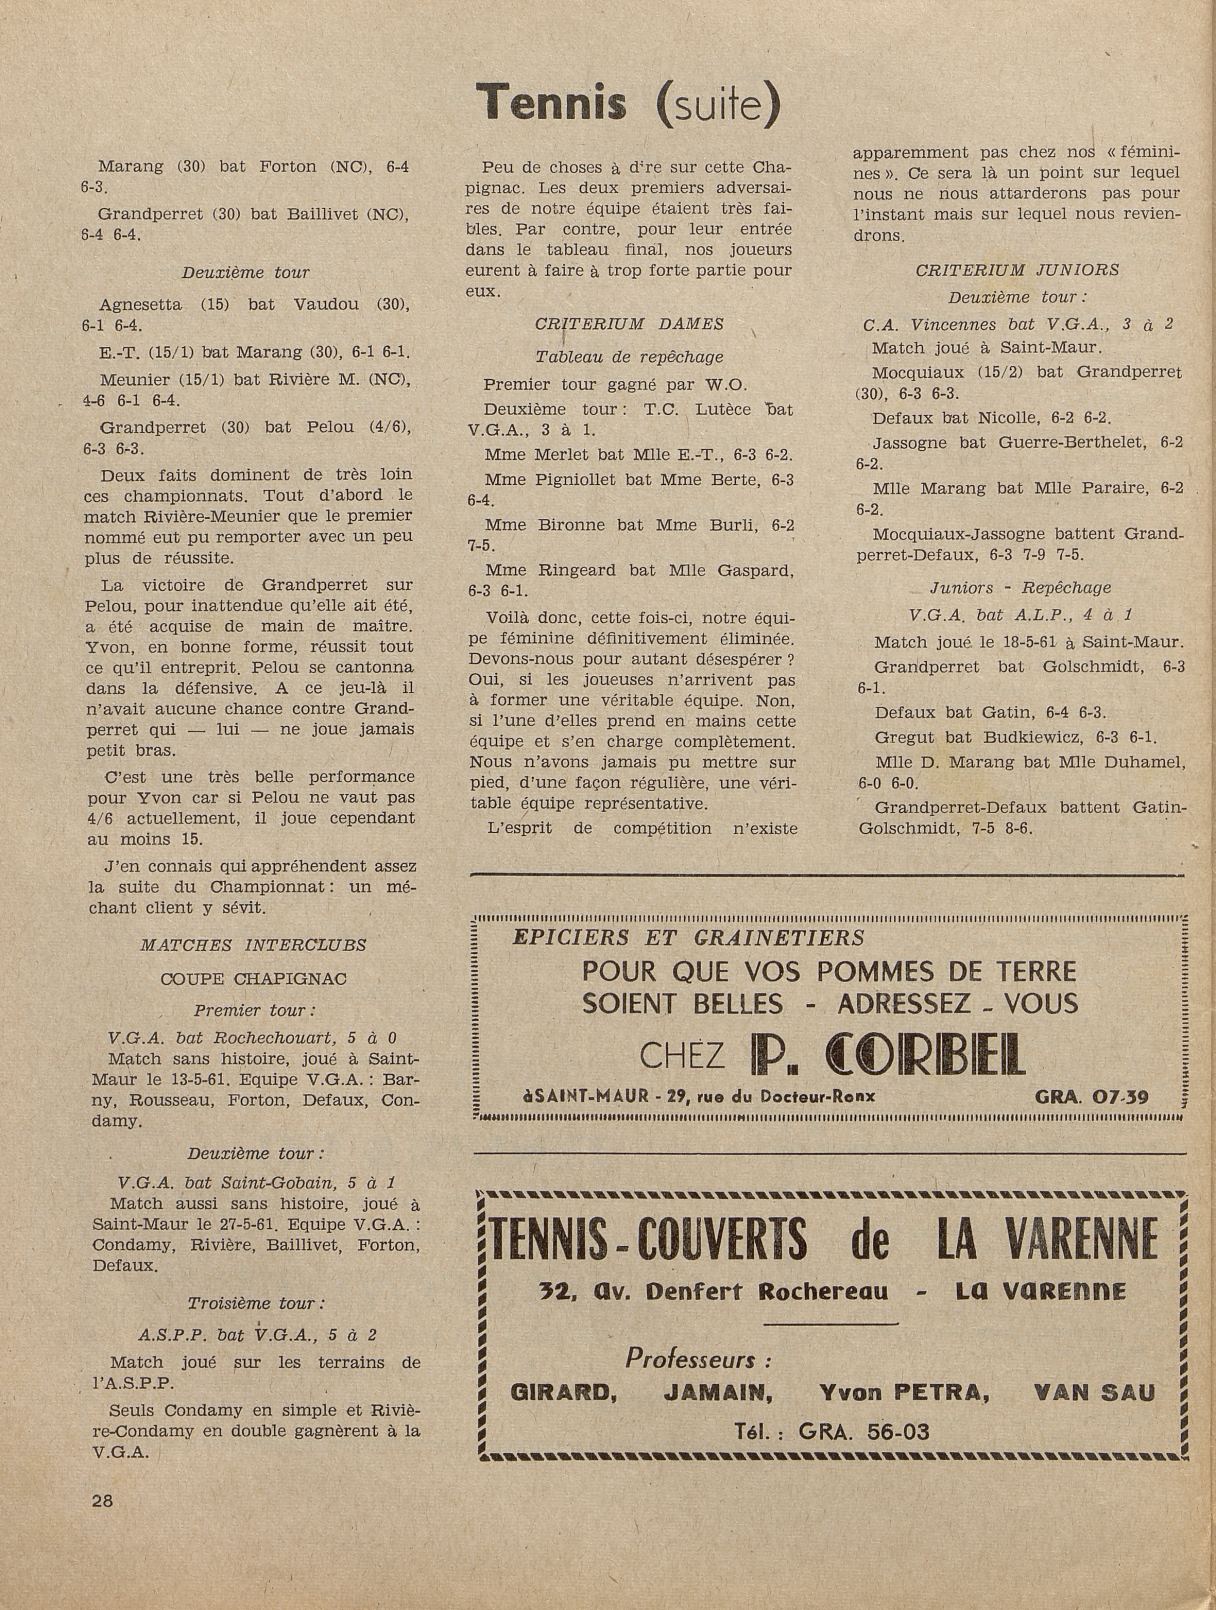 Tennis (suite)
Marang (30) bat Forton (NC), 6-4
6-3.
Grandperret (30) bat Baillivet (NC),
6-4 6-4.
Deuxième tour
Agnesetta (15) bat Vaudou (30),
6-1 6-4.
E.-T. (15/1) bat Marang (30), 6-1 6-1.
Meunier (15/1) bat Rivière M. (NC),
4-6 6-1 6-4.
Grandperret (30) bat Pelou (4/6),
6-3 6-3.
Deux faits dominent de très loin
ces championnats. Tout d'abord le
match Rivière-Meunier que le premier
nommé eut pu remporter avec un peu
plus de réussite.
La victoire de Grandperret sur
Pelou, pour inattendue qu'elle ait été,
a été acquise de main de maître.
Yvon, en bonne forme, réussit tout
ce qu'il entreprit. Pelou se cantonna
dans la défensive. A ce jeu-là il
n'avait aucune chance contre Grand-
perret qui — lui — ne joue jamais
petit bras.
C'est une très belle performance
pour Yvon car si Pelou ne vaut pas
4/6 actuellement, il joue cependant
au moins 15.
J'en connais qui appréhendent assez
la suite du Championnat : un mé-
chant client y sévit.
MATCHES INTERCLUBS
COUPE CHAPIGNAC
Premier tour :
V.G.A. bat Rochechouart, 5 à 0
Match sans histoire, joué à Saint-
Maur le 13-5-61. Equipe V.G.A. : Bar-
ny, Rousseau, Forton, Defaux, Con-
damy.
Deuxième tour :
V.G.A. bat Saint-Gobain, 5 à 1
Match aussi sans histoire, joué à
Saint-Maur le 27-5-61. Equipe V.G.A. :
Condamy, Rivière, Baillivet, Forton,
Defaux.
Troisième tour :
A.S.P.P. bat V.G.A., 5 à 2
Match joué sur les terrains de
l'A.S.P.P.
Seuls Condamy en simple et Riviè-
re-Condamy en double gagnèrent à la
V.G.A.
28
Peu de choses à dire sur cette Cha-
pignac. Les deux premiers adversai-
res de notre équipe étaient très fai-
bles. Par contre, pour leur entrée
dans le tableau final, nos joueurs
eurent à faire à trop forte partie pour
eux.
CRITERIUM DAMES
Tableau de repêchage
Premier tour gagné par W.O.
Deuxième tour : T.C. Lutèce bat
V.G.A., 3 à 1.
Mme Merlet bat Mlle E.-T., 6-3 6-2.
Mme Pigniollet bat Mme Berte, 6-3
6-4.
Mme Bironne bat Mme Burli, 6-2
7-5.
Mme Ringeard bat Mlle Gaspard,
6-3 6-1.
Voilà donc, cette fois-ci, notre équi-
pe féminine définitivement éliminée.
Devons-nous pour autant désespérer ?
Oui, si les joueuses n'arrivent pas
à former une véritable équipe. Non,
si l'une d'elles prend en mains cette
équipe et s'en charge complètement.
Nous n'avons jamais pu mettre sur
pied, d'une façon régulière, une véri-
table équipe représentative.
L'esprit de compétition n'existe
apparemment pas chez nos « fémini-
nes ». Ce sera là un point sur lequel
nous ne nous attarderons pas pour
l'instant mais sur lequel nous revien-
drons.
CRITERIUM JUNIORS
Deuxième tour :
C.A. Vincennes bat V.G.A., 3 à 2
Match joué à Saint-Maur.
Mocquiaux (15/2) bat Grandperret
(30), 6-3 6-3.
Defaux bat Nicolle, 6-2 6-2.
Jassogne bat Guerre-Berthelet, 6-2
6-2.
Mlle Marang bat Mlle Paraire, 6-2
6-2.
Mocquiaux-Jassogne battent Grand-
perret-Defaux, 6-3 7-9 7-5.
Juniors - Repêchage
V.G.A. bat A.L.P., 4 à 1
Match joué le 18-5-61 à Saint-Maur.
Grandperret bat Golschmidt, 6-3
6-1.
Defaux bat Gatin, 6-4 6-3.
Gregut bat Budkiewicz, 6-3 6-1.
Mlle D. Marang bat Mlle Duhamel,
6-0 6-0.
Grandperret-Defaux battent Gatin-
Golschmidt, 7-5 8-6.
EPICIERS ET GRAINETIERS
POUR QUE VOS POMMES DE TERRE
SOIENT BELLES - ADRESSEZ - VOUS
CHEZ P. CORBEL
à SAINT-MAUR - 29, rue du Docteur-Roux GRA. 07-39
TENNIS - COUVERTS de LA VARENNE
32, av. Denfert Rochereau - LA VARENNE
Professeurs :
GIRARD, JAMAIN, Yvon PETRA, VAN SAU
Tél. : GRA. 56-03